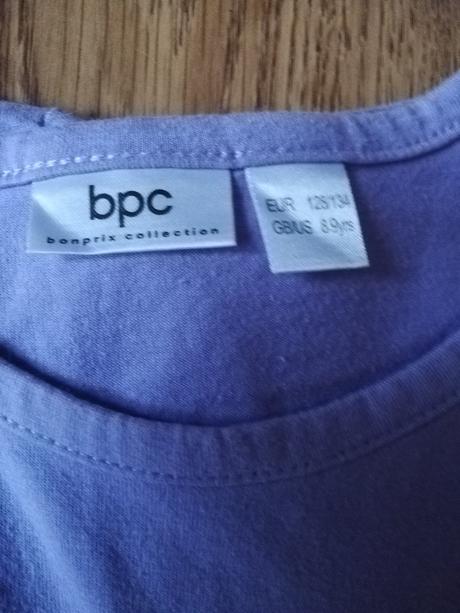 bpc
bonprix collection
EUR 128/134
GB/US 8-9yrs